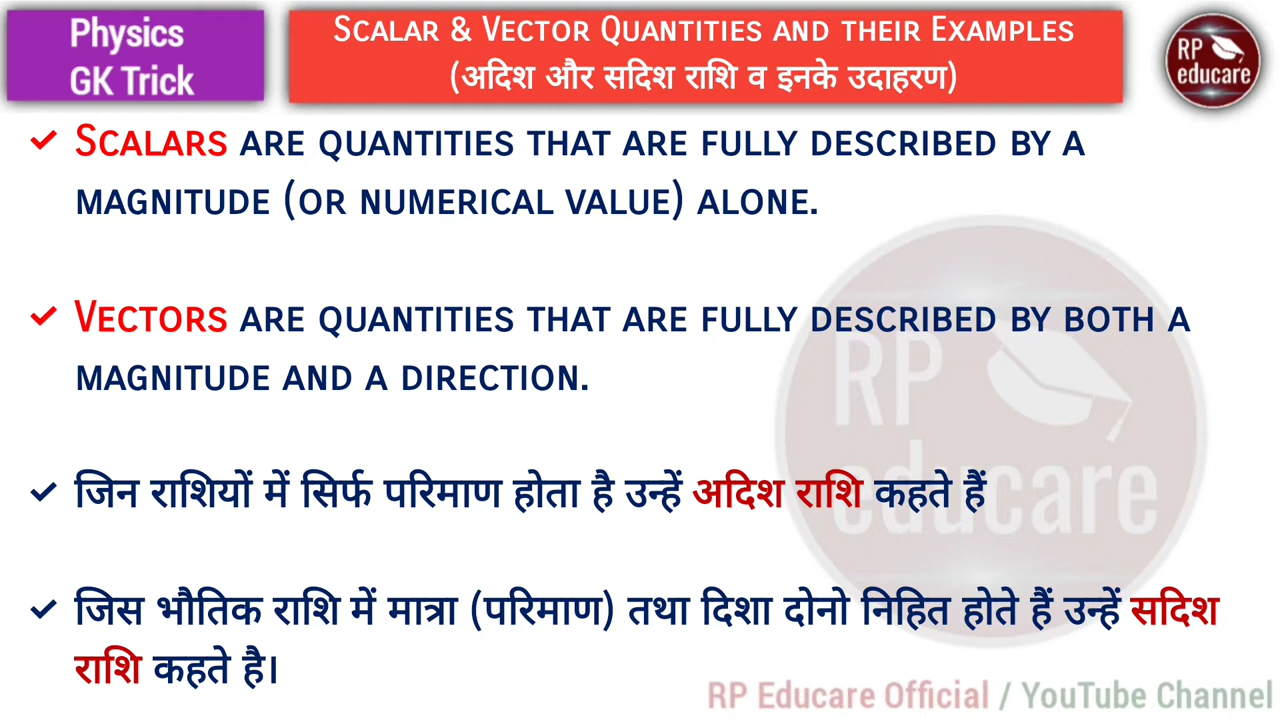 Physics
GK Trick
Scalar & Vector Quantities and their Examples
(अदिश और सदिश राशि व इनके उदाहरण)
RP
educare
✓ Scalars are quantities that are fully described by a
magnitude (or numerical value) alone.
✓ Vectors are quantities that are fully described by both a
magnitude and a direction.
RP
educare
✓ जिन राशियों में सिर्फ परिमाण होता है उन्हें अदिश राशि कहते हैं
✓ जिस भौतिक राशि में मात्रा (परिमाण) तथा दिशा दोनो निहित होते हैं उन्हें सदिश
राशि कहते है।
RP Educare Official / YouTube Channel